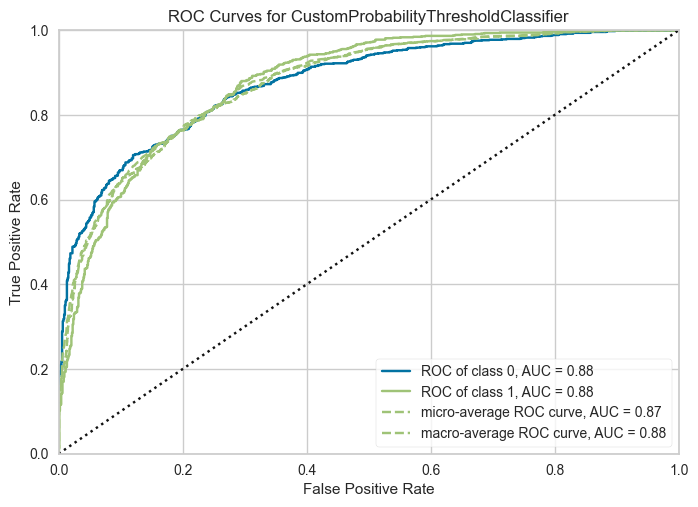 ROC Curves for CustomProbabilityThresholdClassifier
1.0
0.8
0.6
0.4
0.2
0.0
True Positive Rate
ROC of class 0, AUC = 0.88
ROC of class 1, AUC = 0.88
micro-average ROC curve, AUC = 0.87
macro-average ROC curve, AUC = 0.88
0.0 0.2 0.4 0.6 0.8 1.0
False Positive Rate